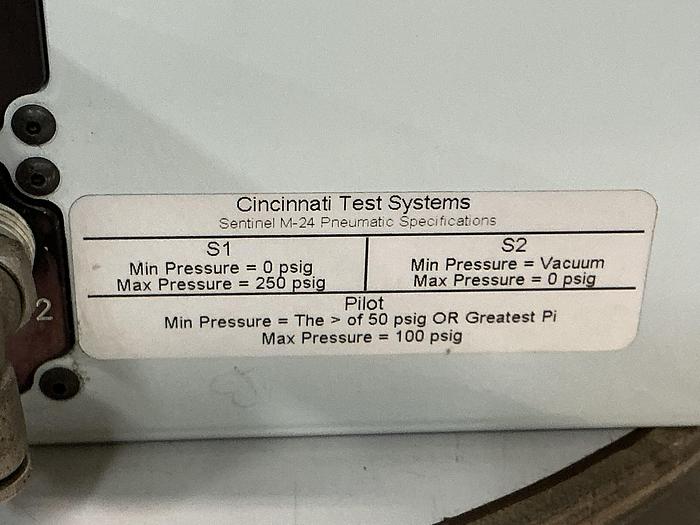 Cincinnati Test Systems
Sentinel M-24 Pneumatic Specifications
S1
Min Pressure = 0 psig
Max Pressure = 250 psig
S2
Min Pressure = Vacuum
Max Pressure = 0 psig
Pilot
Min Pressure = The > of 50 psig OR Greatest Pi
Max Pressure = 100 psig
2